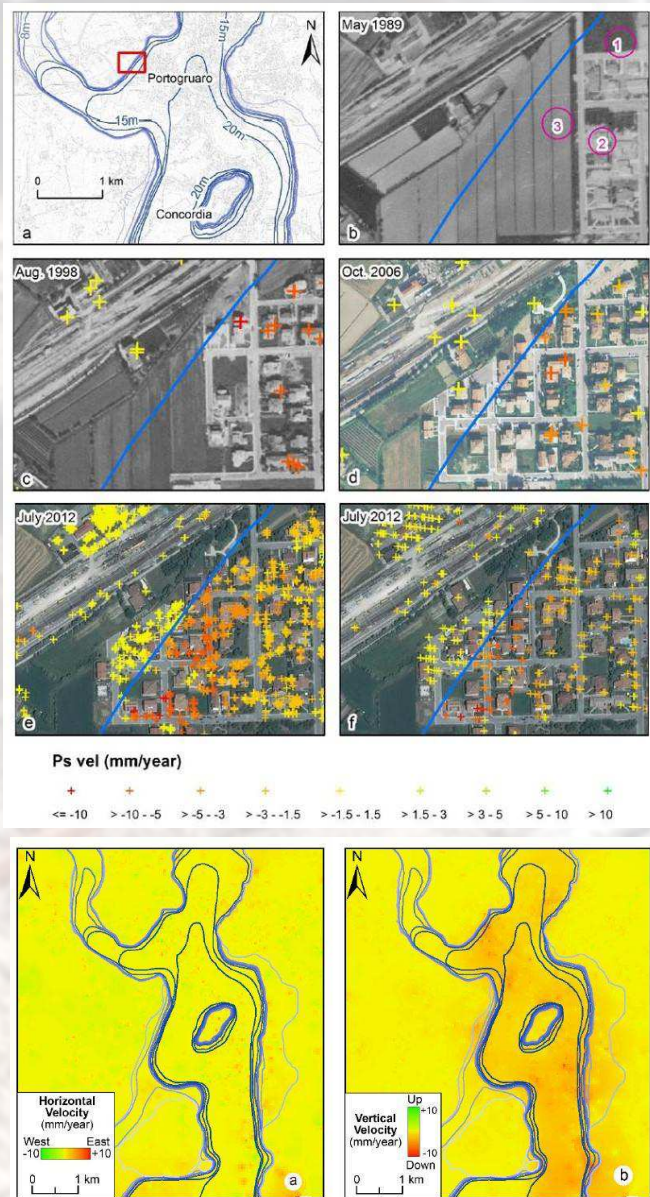 N
8m
~15m
Portogruaro
15m
20m
20m
0 1 km
Concordia
a
May 1989
1
3
2
b
Aug. 1998
c
Oct. 2006
d
July 2012
e
July 2012
f
Ps vel (mm/year)
<= -10 > -10 - -5 > -5 - -3 > -3 - -1.5 > -1.5 - 1.5 > 1.5 - 3 > 3 - 5 > 5 - 10 > 10
N
Horizontal
Velocity
(mm/year)
West East
-10 +10
0 1 km
a
N
Vertical
Velocity
(mm/year)
Up
+10
-10
Down
0 1 km
b